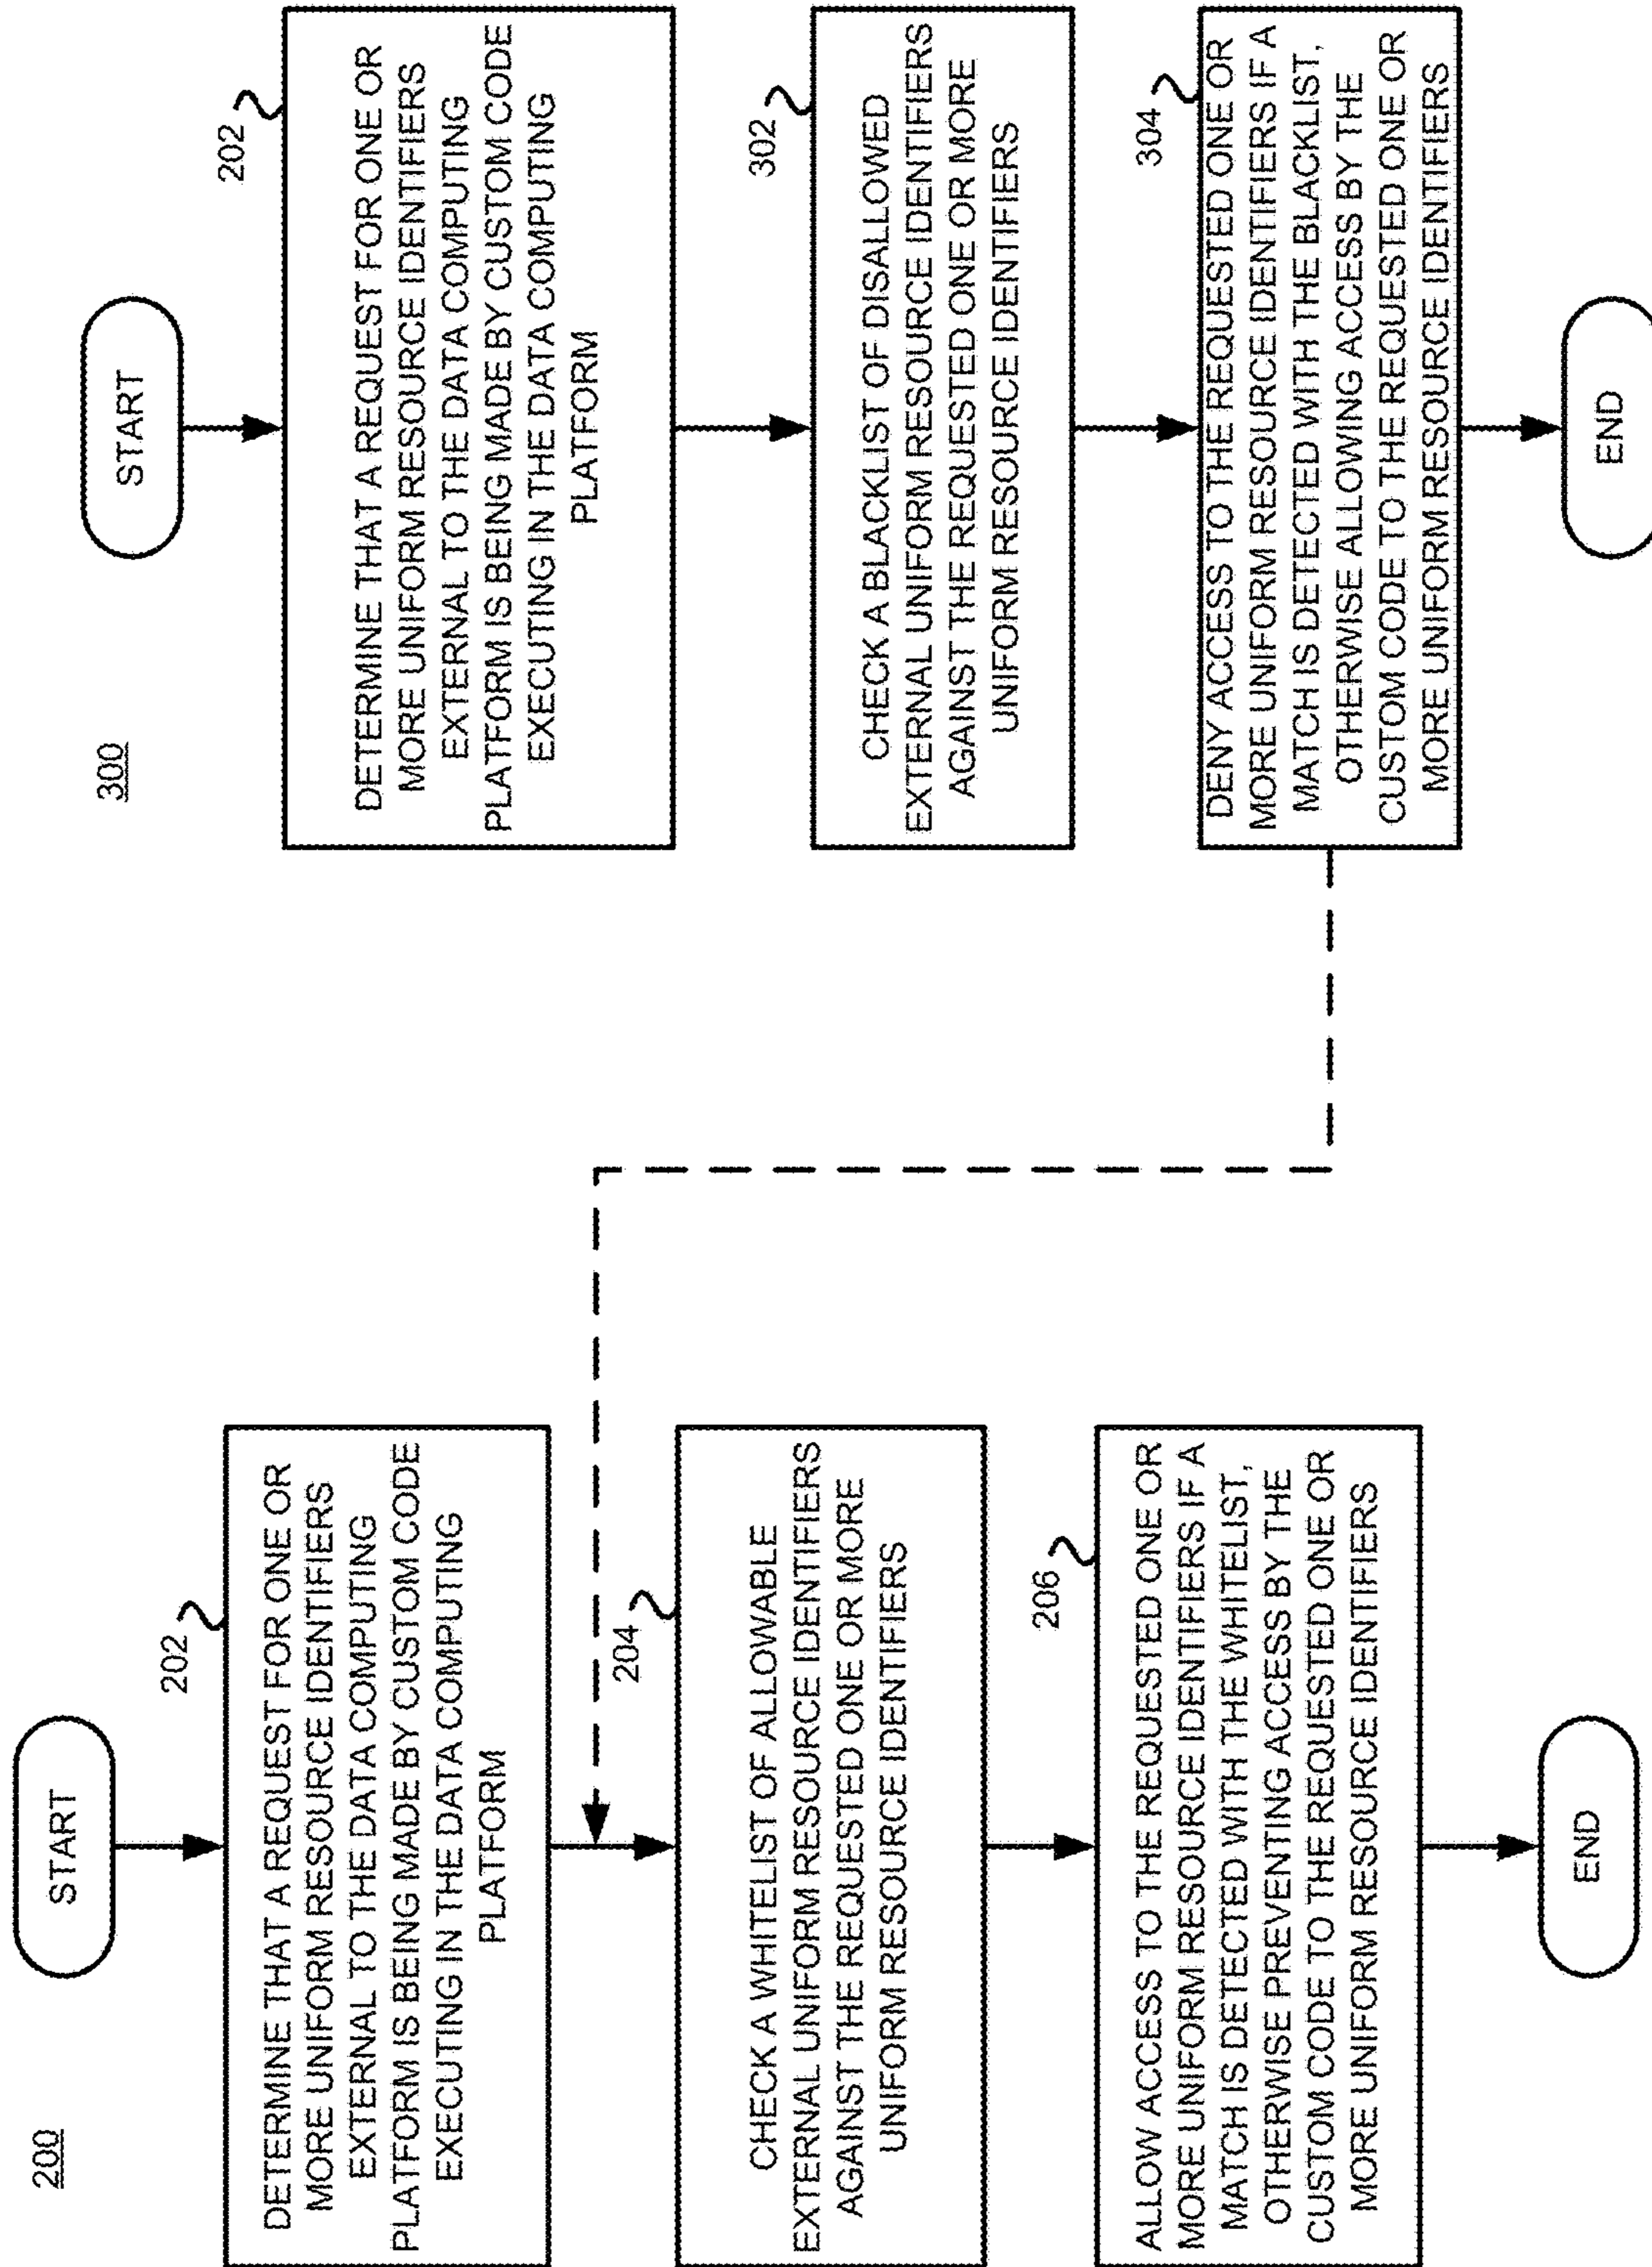 200
START
202
DETERMINE THAT A REQUEST FOR ONE OR
MORE UNIFORM RESOURCE IDENTIFIERS
EXTERNAL TO THE DATA COMPUTING
PLATFORM IS BEING MADE BY CUSTOM CODE
EXECUTING IN THE DATA COMPUTING
PLATFORM
204
CHECK A WHITELIST OF ALLOWABLE
EXTERNAL UNIFORM RESOURCE IDENTIFIERS
AGAINST THE REQUESTED ONE OR MORE
UNIFORM RESOURCE IDENTIFIERS
206
ALLOW ACCESS TO THE REQUESTED ONE OR
MORE UNIFORM RESOURCE IDENTIFIERS IF A
MATCH IS DETECTED WITH THE WHITELIST,
OTHERWISE PREVENTING ACCESS BY THE
CUSTOM CODE TO THE REQUESTED ONE OR
MORE UNIFORM RESOURCE IDENTIFIERS
END
300
START
202
DETERMINE THAT A REQUEST FOR ONE OR
MORE UNIFORM RESOURCE IDENTIFIERS
EXTERNAL TO THE DATA COMPUTING
PLATFORM IS BEING MADE BY CUSTOM CODE
EXECUTING IN THE DATA COMPUTING
PLATFORM
302
CHECK A BLACKLIST OF DISALLOWED
EXTERNAL UNIFORM RESOURCE IDENTIFIERS
AGAINST THE REQUESTED ONE OR MORE
UNIFORM RESOURCE IDENTIFIERS
304
DENY ACCESS TO THE REQUESTED ONE OR
MORE UNIFORM RESOURCE IDENTIFIERS IF A
MATCH IS DETECTED WITH THE BLACKLIST,
OTHERWISE ALLOWING ACCESS BY THE
CUSTOM CODE TO THE REQUESTED ONE OR
MORE UNIFORM RESOURCE IDENTIFIERS
END